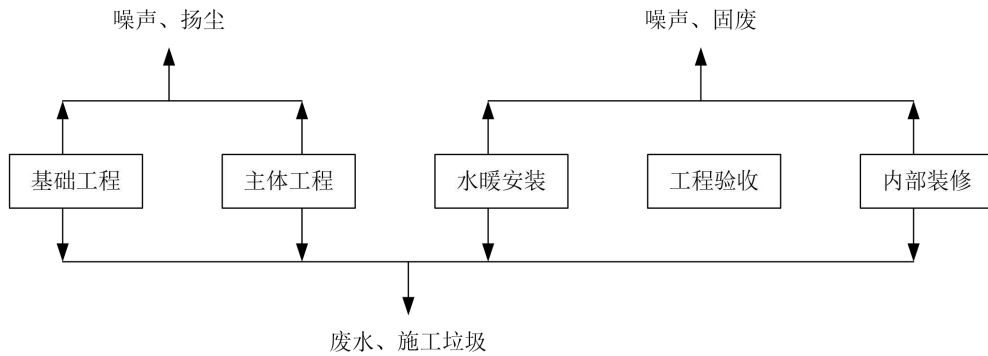 噪声、扬尘
噪声、固废
基础工程
主体工程
水暖安装
工程验收
内部装修
废水、施工垃圾